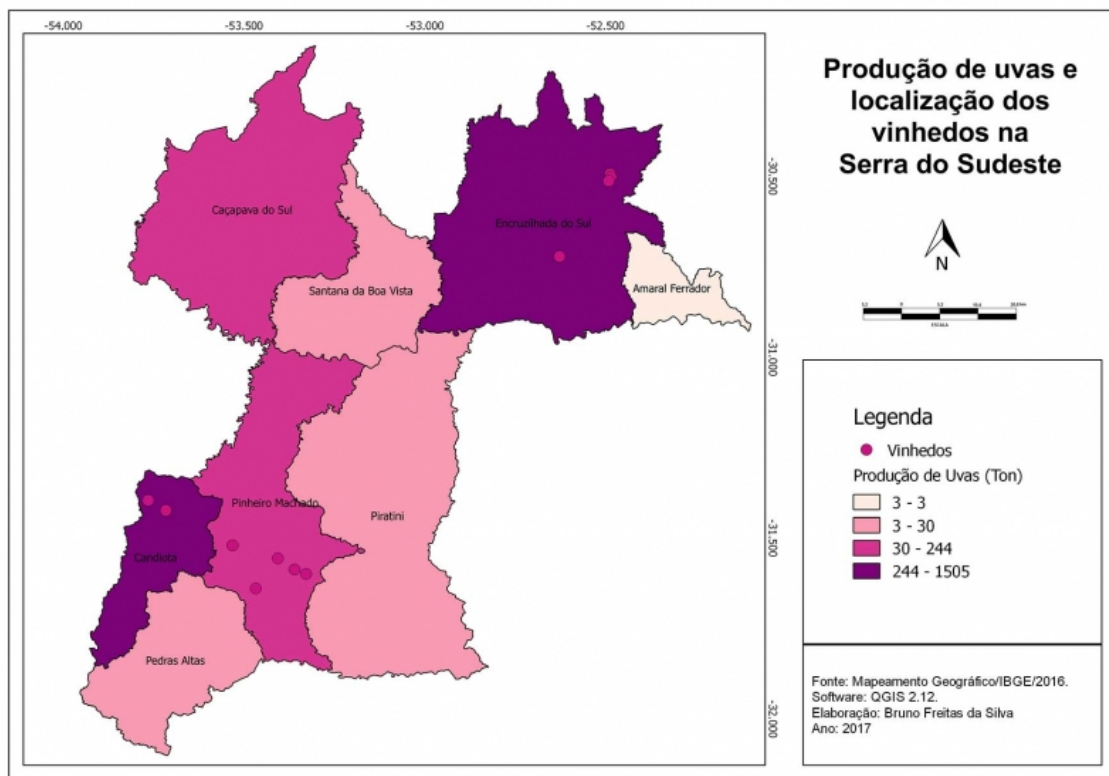 -54.000
-53.500
-53.000
-52.500
Produção de uvas e
localização dos
vinhedos na
Serra do Sudeste
-30.500
Caçapava do Sul
Encruzilhada do Sul
N
Santana da Boa Vista
Amaral Ferrador
ESCALA
-31.000
Legenda
Vinhedos
Produção de Uvas (Ton)
3 - 3
3 - 30
30 - 244
244 - 1505
Pinheiro Machado
Piratini
-31.500
Candiota
Pedras Altas
-32.000
Fonte: Mapeamento Geográfico/IBGE/2016.
Software: QGIS 2.12.
Elaboração: Bruno Freitas da Silva
Ano: 2017